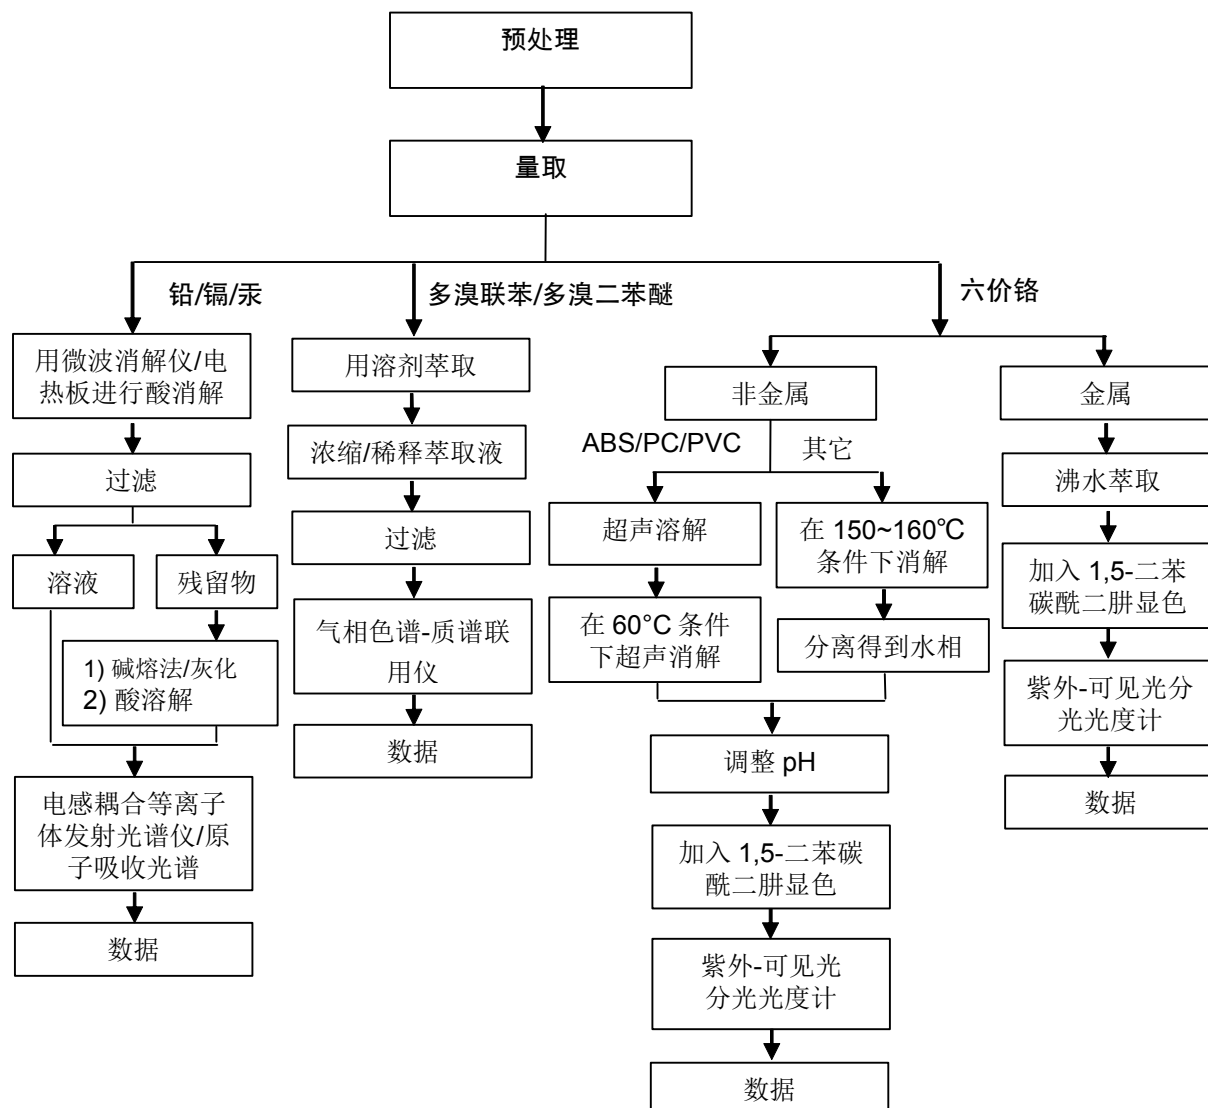 预处理
量取
铅/镉/汞
多溴联苯/多溴二苯醚
六价铬
用微波消解仪/电
热板进行酸消解
过滤
溶液
残留物
1) 碱熔法/灰化
2) 酸溶解
电感耦合等离子
体发射光谱仪/原
子吸收光谱
数据
用溶剂萃取
浓缩/稀释萃取液
过滤
气相色谱-质谱联
用仪
数据
非金属
ABS/PC/PVC
其它
超声溶解
在 60°C 条件
下超声消解
在 150~160℃
条件下消解
分离得到水相
调整 pH
加入 1,5-二苯碳
酰二肼显色
紫外-可见光
分光光度计
数据
金属
沸水萃取
加入 1,5-二苯
碳酰二肼显色
紫外-可见光分
光光度计
数据